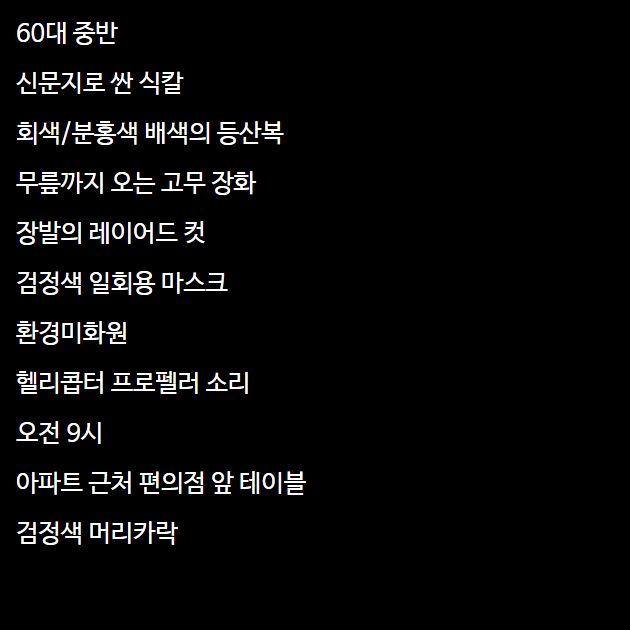 60대 중반
신문지로 싼 식칼
회색/분홍색 배색의 등산복
무릎까지 오는 고무 장화
장발의 레이어드 컷
검정색 일회용 마스크
환경미화원
헬리콥터 프로펠러 소리
오전 9시
아파트 근처 편의점 앞 테이블
검정색 머리카락